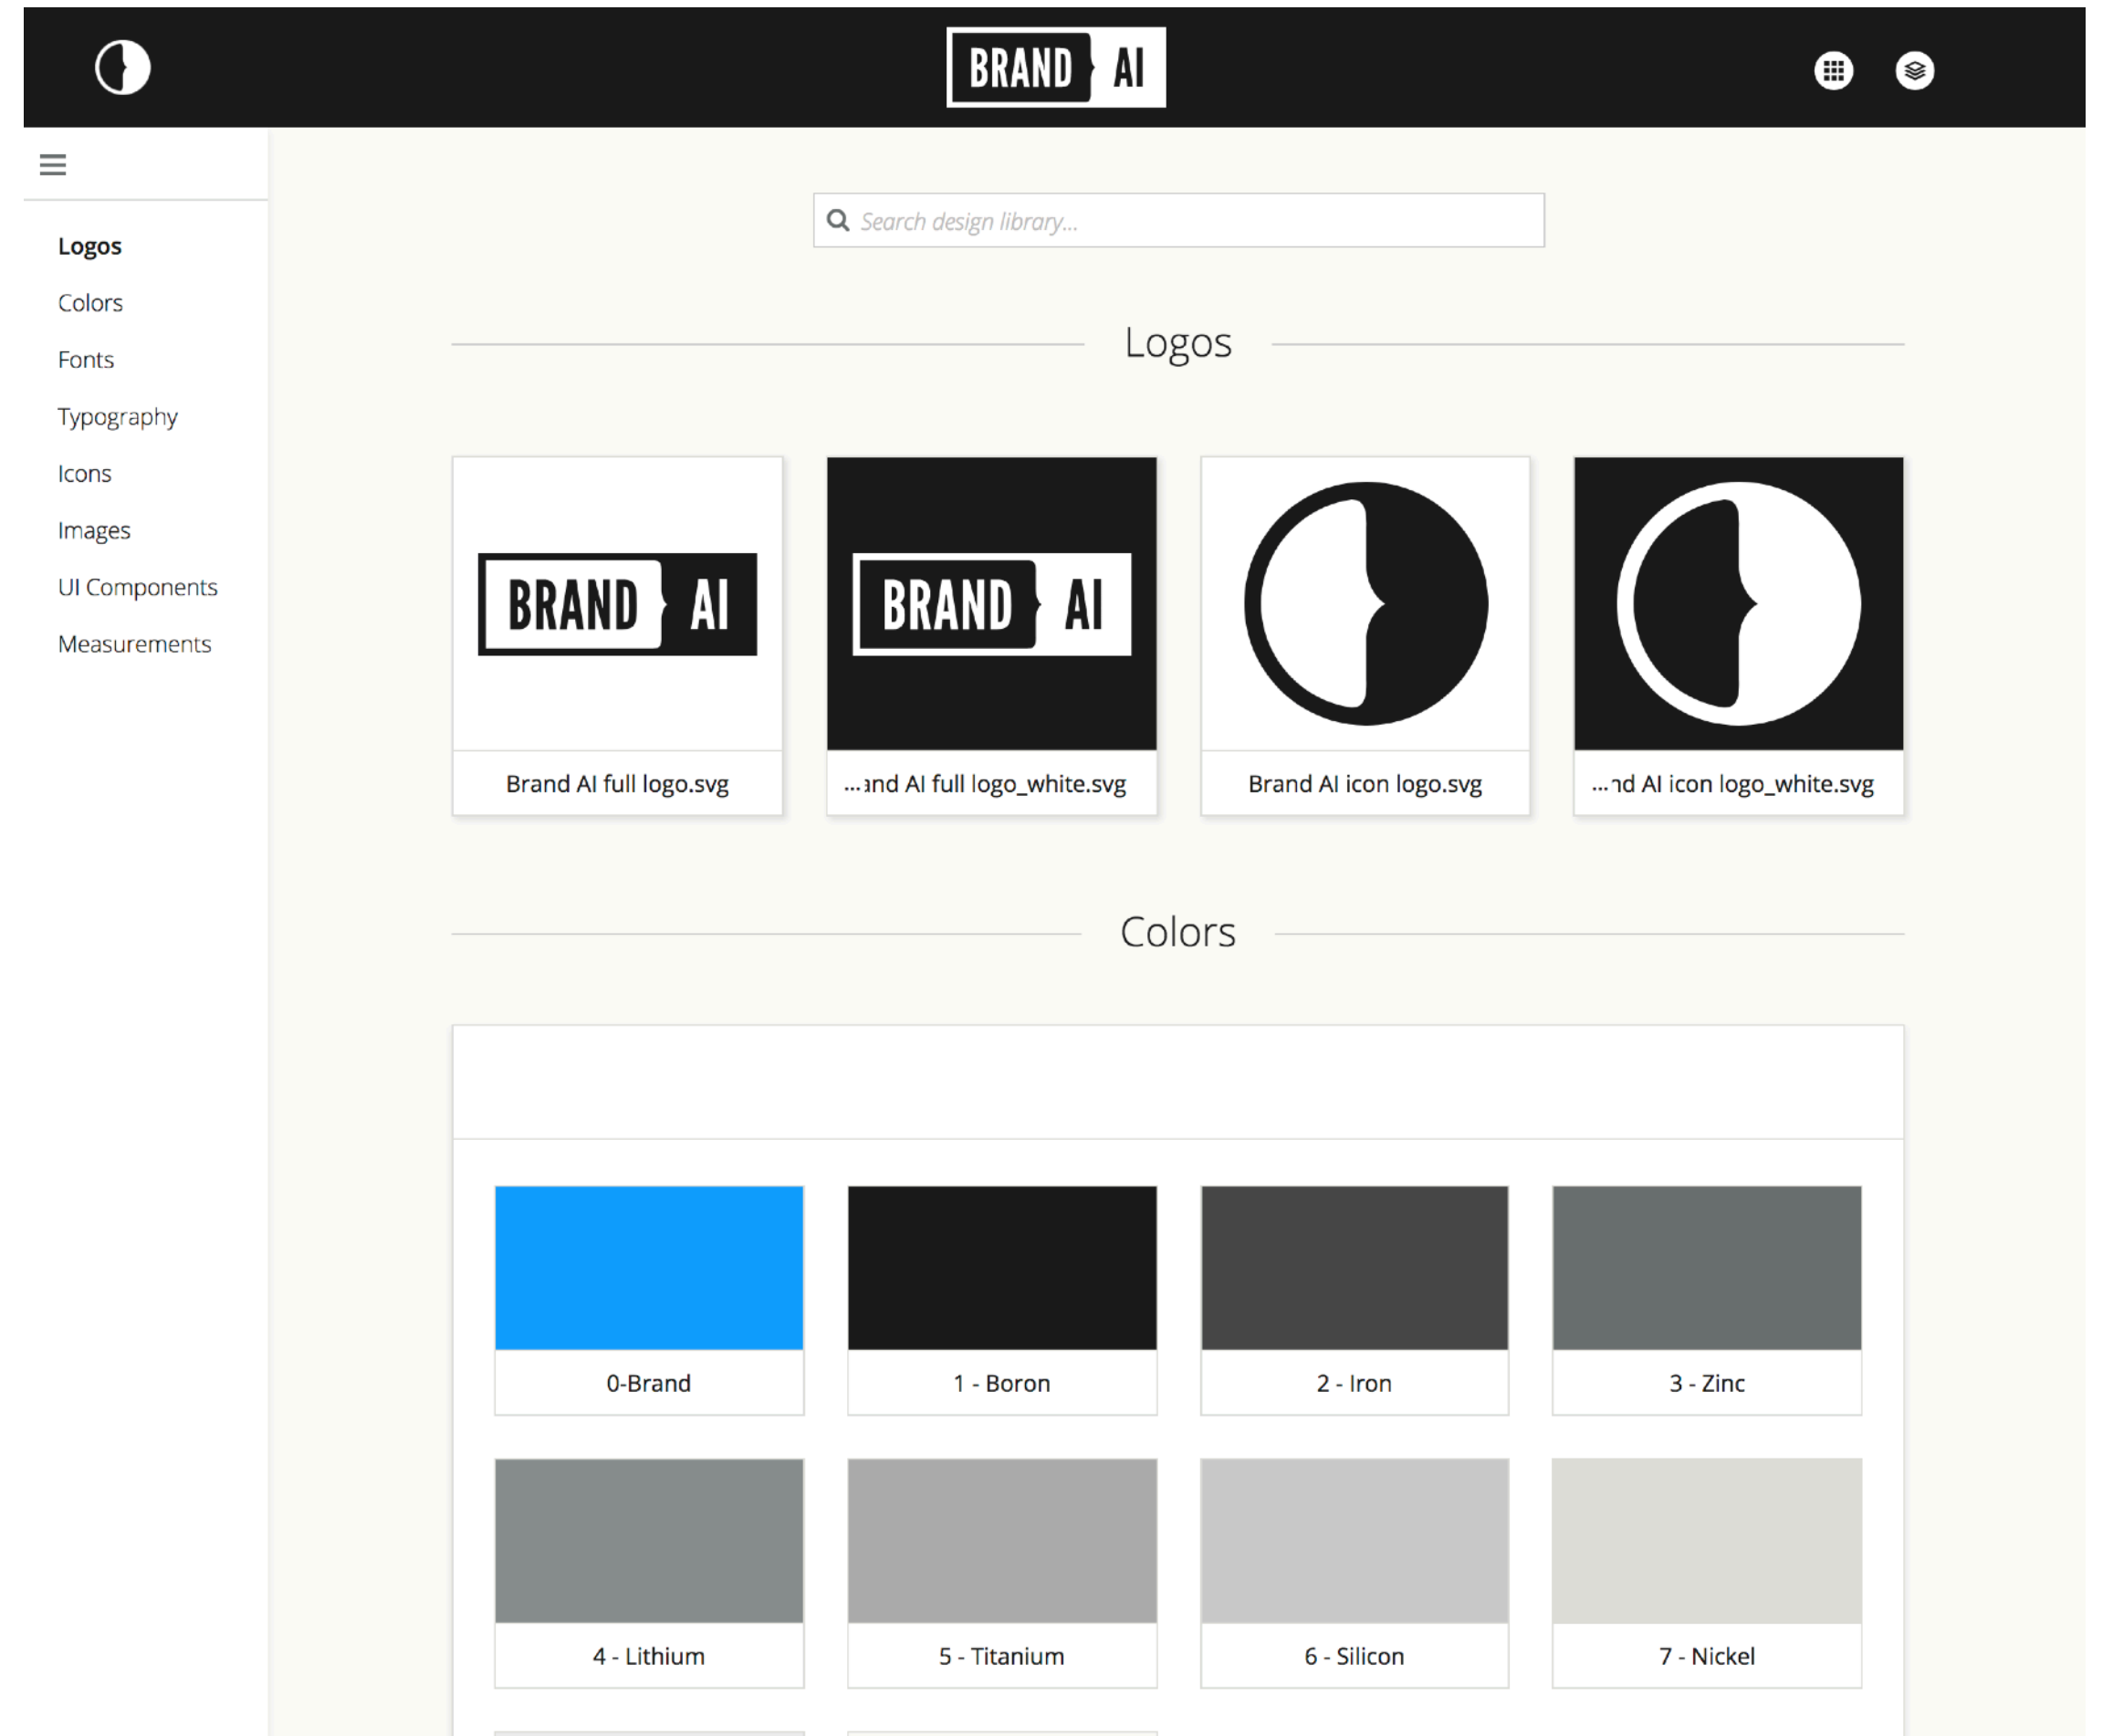 BRAND AI
Search design library...
Logos
Colors
Fonts
Typography
Icons
Images
UI Components
Measurements
Logos
BRAND AI
BRAND AI
Brand AI full logo.svg
...and AI full logo_white.svg
Brand AI icon logo.svg
...nd AI icon logo_white.svg
Colors
0-Brand
1 - Boron
2 - Iron
3 - Zinc
4 - Lithium
5 - Titanium
6 - Silicon
7 - Nickel